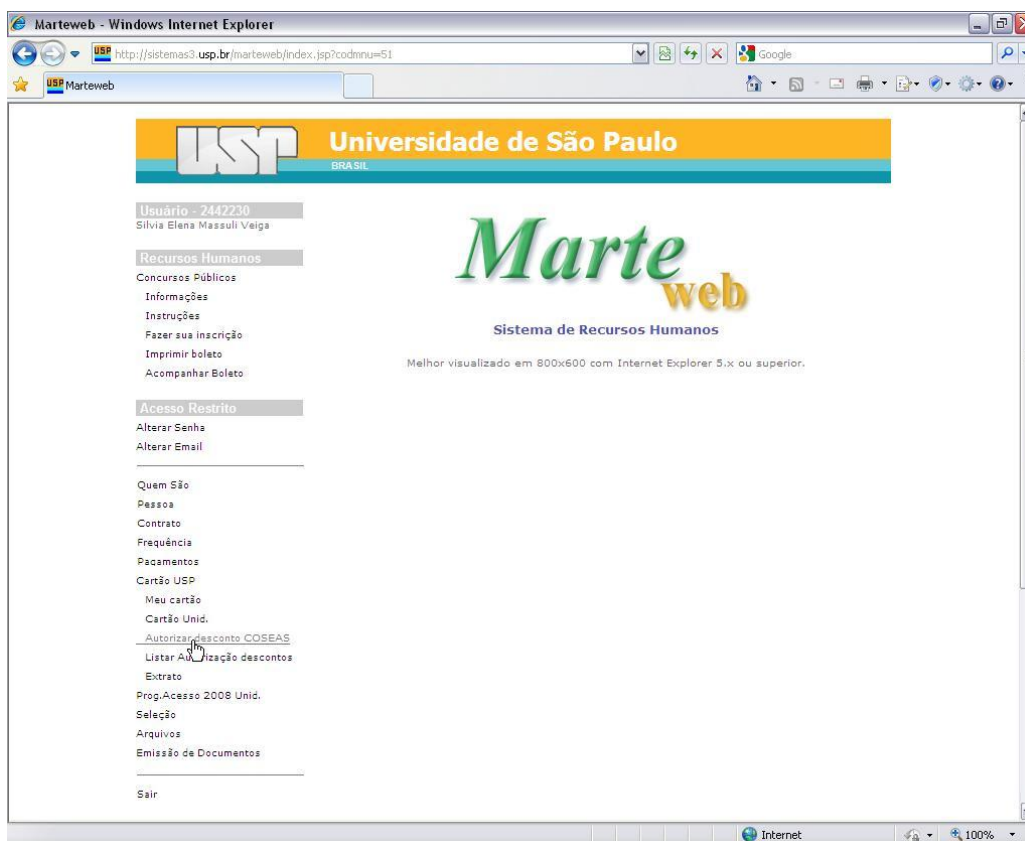 Marteweb - Windows Internet Explorer
http://sistemas3.usp.br/marteweb/index.jsp?codmnu=51
Google
USP Marteweb
USP
Universidade de São Paulo
BRASIL
Usuário - 2442230
Silvia Elena Massuli Veiga
Recursos Humanos
Concursos Públicos
Informações
Instruções
Fazer sua inscrição
Imprimir boleto
Acompanhar Boleto
Acesso Restrito
Alterar Senha
Alterar Email
Quem São
Pessoa
Contrato
Frequência
Pagamentos
Cartão USP
Meu cartão
Cartão Unid.
Autorizar desconto COSEAS
Listar Autorização descontos
Extrato
Prog.Acesso 2008 Unid.
Seleção
Arquivos
Emissão de Documentos
Sair
Marte
web
Sistema de Recursos Humanos
Melhor visualizado em 800x600 com Internet Explorer 5.x ou superior.
Internet
100%